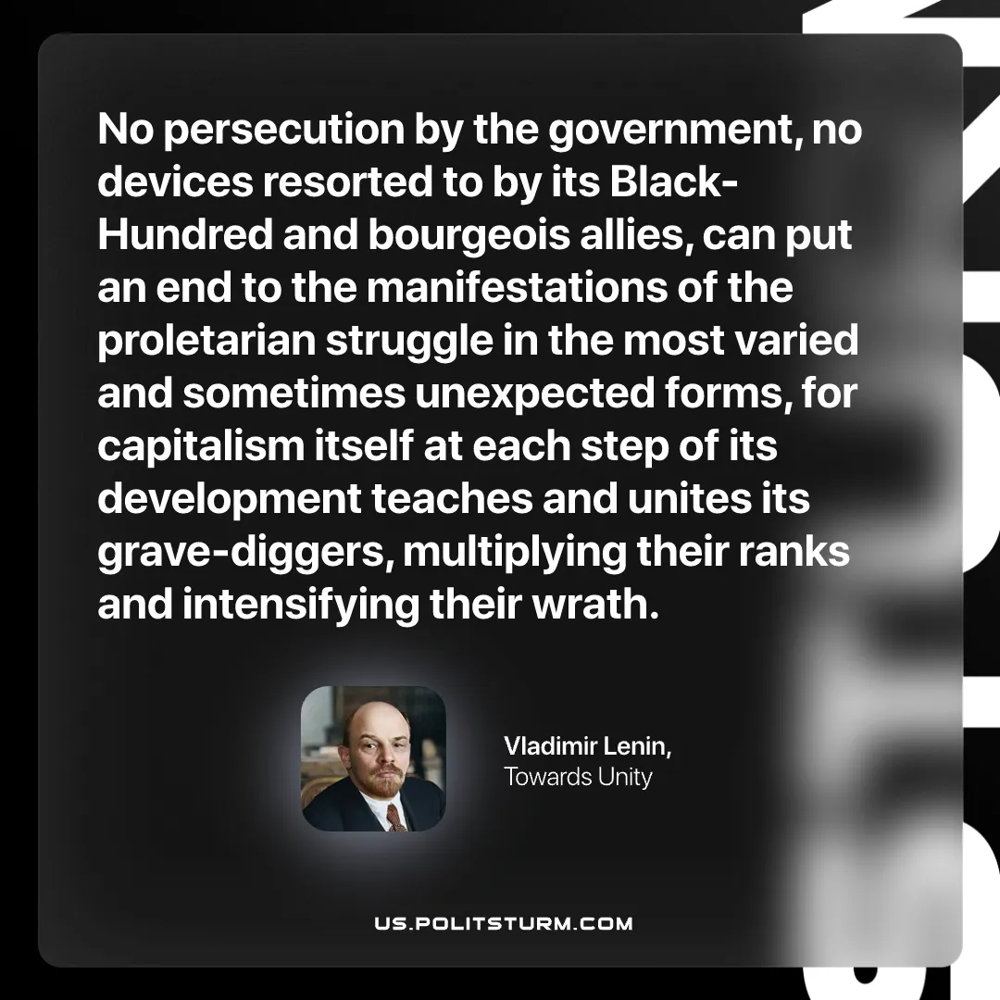 No persecution by the government, no
devices resorted to by its Black-
Hundred and bourgeois allies, can put
an end to the manifestations of the
proletarian struggle in the most varied
and sometimes unexpected forms, for
capitalism itself at each step of its
development teaches and unites its
grave-diggers, multiplying their ranks
and intensifying their wrath.
Vladimir Lenin,
Towards Unity
US.POLITSTURM.COM